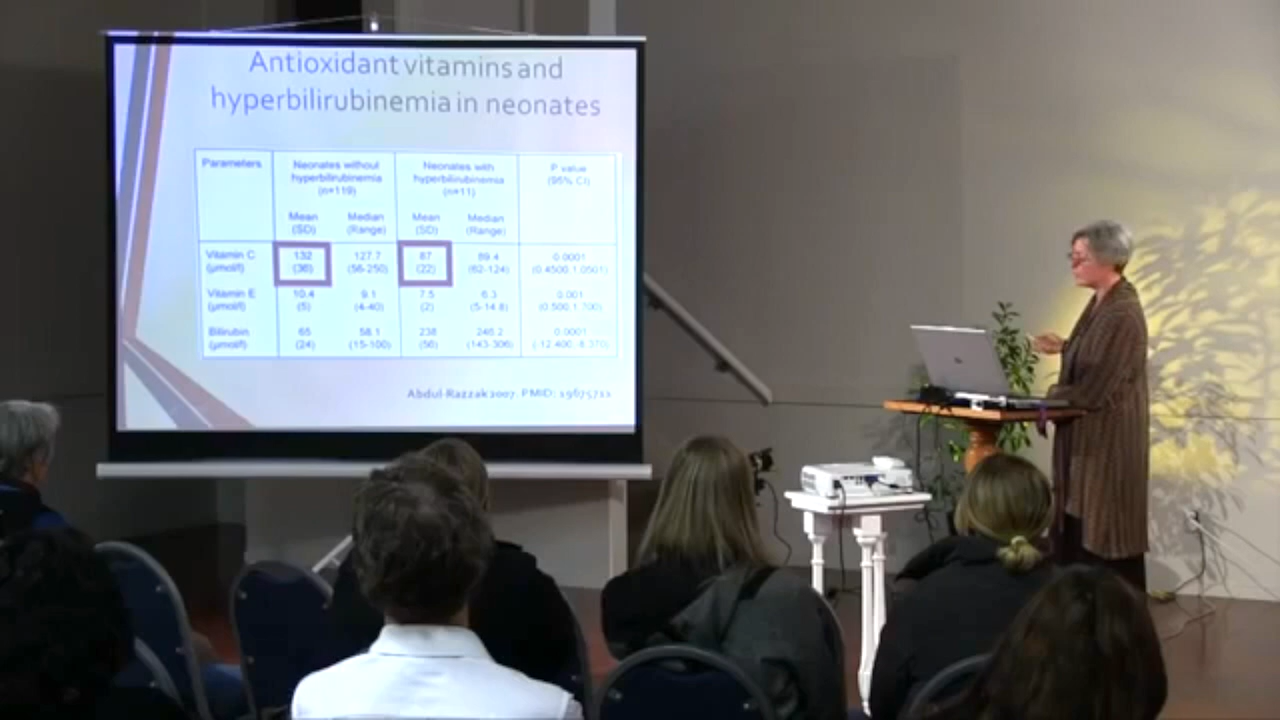 Antioxidant vitamins and
hyperbilirubinemia in neonates
Parameters Neonates without hyperbilirubinemia (n=119) Neonates with hyperbilirubinemia (n=11) P value (95% CI)
Mean (SD) Median (Range) Mean (SD) Median (Range)
Vitamin C (µmol/l) 132 (36) 127.7 (56-250) 87 (22) 89.4 (62-124) 0.0001
Vitamin E (µmol/l) 10.4 (5) 9.1 (4-40) 7.5 (2) 6.3 (5-14.8) 0.001
Bilirubin (µmol/l) 65 (24) 58.1 (15-100) 238 (56) 246.2 (143-306) 0.0001
Abdul-Razzak 2007. PMID: 19675711